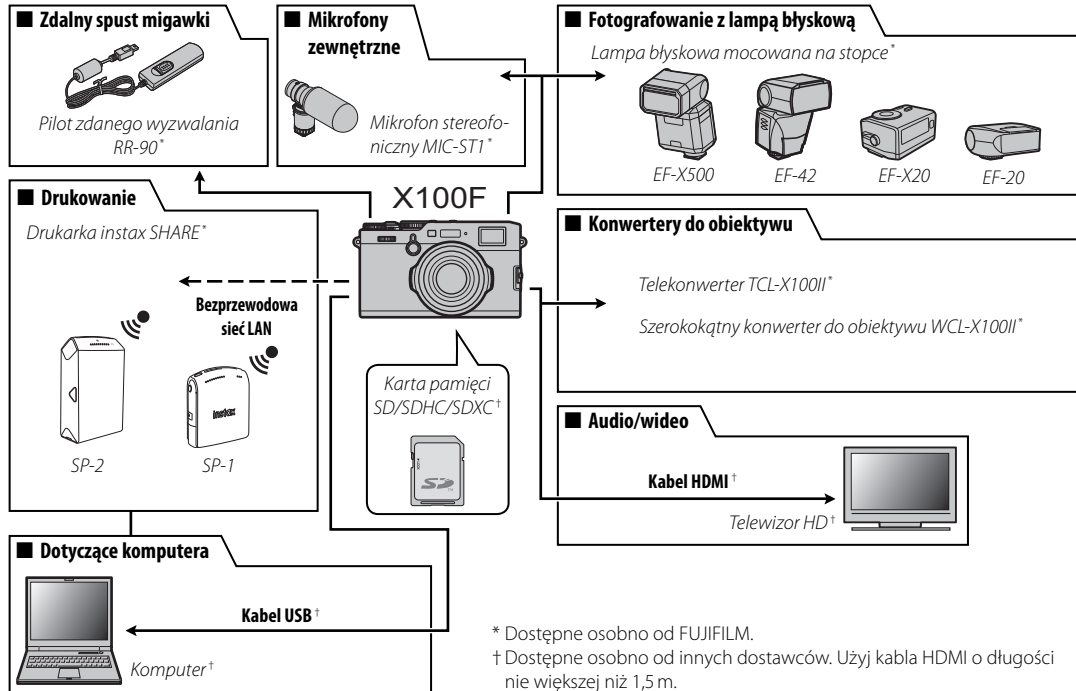 ■ Zdalny spust migawki
Pilot zdanego wyzwalania
RR-90*
■ Mikrofony
zewnętrzne
Mikrofon stereofo-
niczny MIC-ST1*
■ Fotografowanie z lampą błyskową
Lampa błyskowa mocowana na stopce*
EF-X500
EF-42
EF-X20
EF-20
■ Drukowanie
Drukarka instax SHARE*
Bezprzewodowa
sieć LAN
instax
SP-2
SP-1
X100F
Karta pamięci
SD/SDHC/SDXC†
SD
■ Konwertery do obiektywu
Telekonwerter TCL-X100II*
Szerokokątny konwerter do obiektywu WCL-X100II*
■ Audio/wideo
Kabel HDMI†
Telewizor HD†
■ Dotyczące komputera
Kabel USB†
Komputer†
* Dostępne osobno od FUJIFILM.
† Dostępne osobno od innych dostawców. Użyj kabla HDMI o długości
nie większej niż 1,5 m.